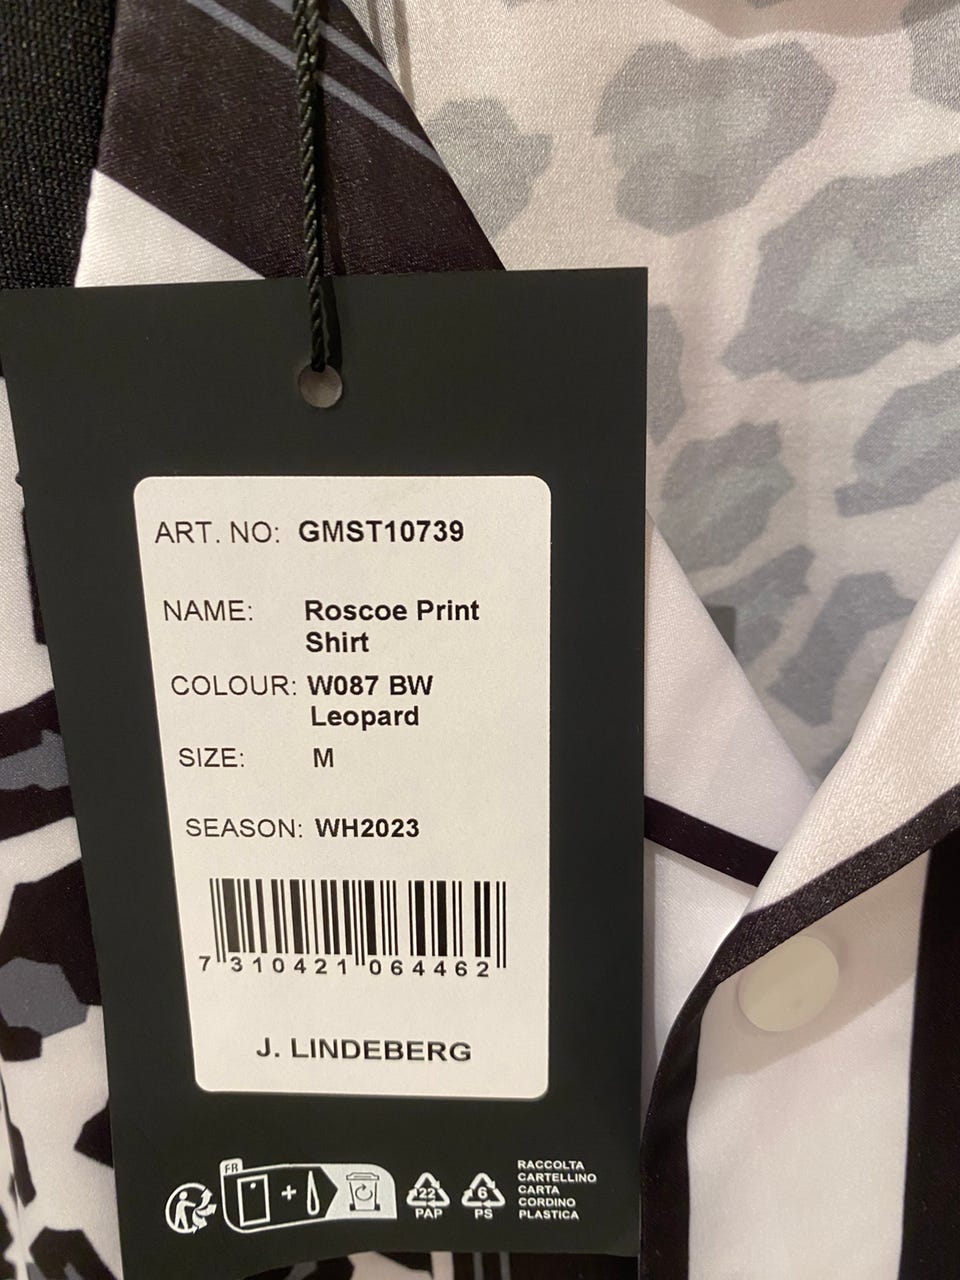 ART. NO: GMST10739
NAME: Roscoe Print
Shirt
COLOUR: W087 BW
Leopard
SIZE: M
SEASON: WH2023
7 310421 064462
J. LINDEBERG
FR
22
PAP
6
PS
RACCOLTA
CARTELLINO
CARTA
CORDINO
PLASTICA